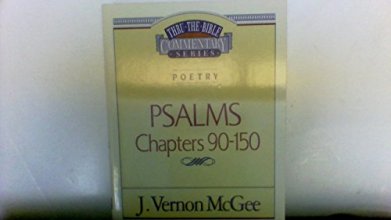 THRU·THE·BIBLE
COMMENTARY
SERIES
POETRY
PSALMS
Chapters 90-150
J. Vernon McGee